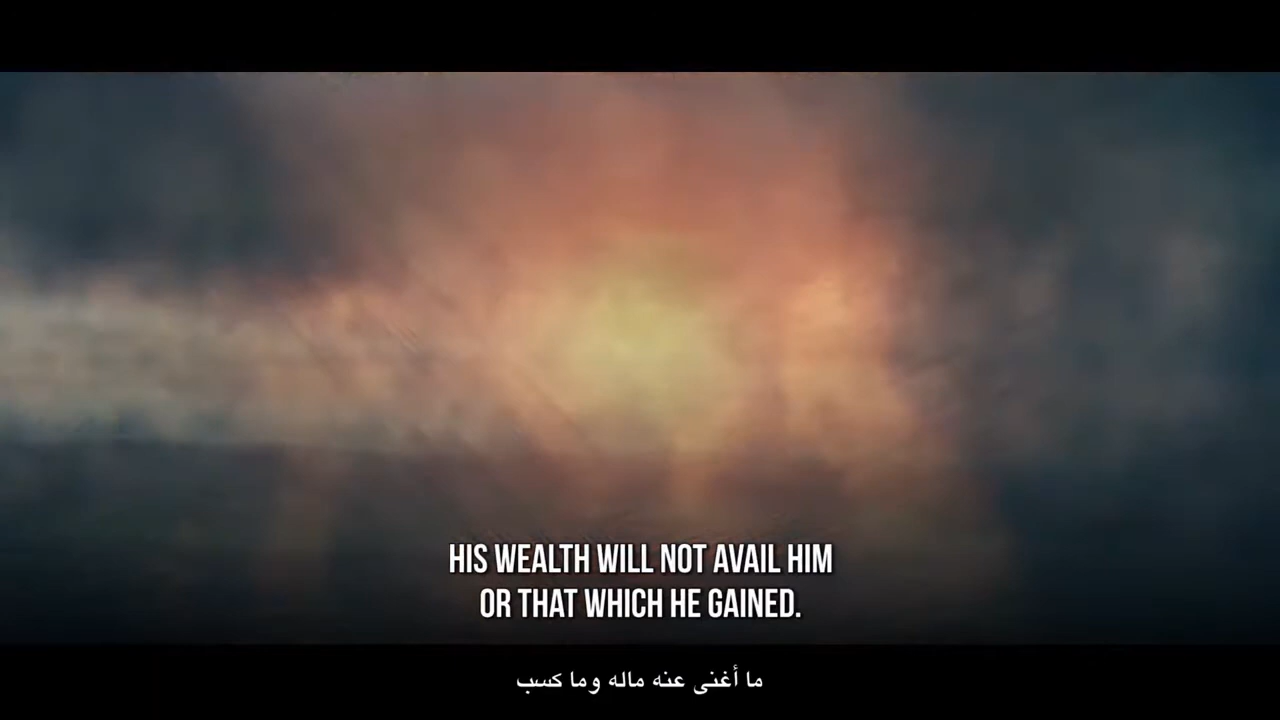 HIS WEALTH WILL NOT AVAIL HIM
OR THAT WHICH HE GAINED.
ما أغنى عنه ماله وما كسب